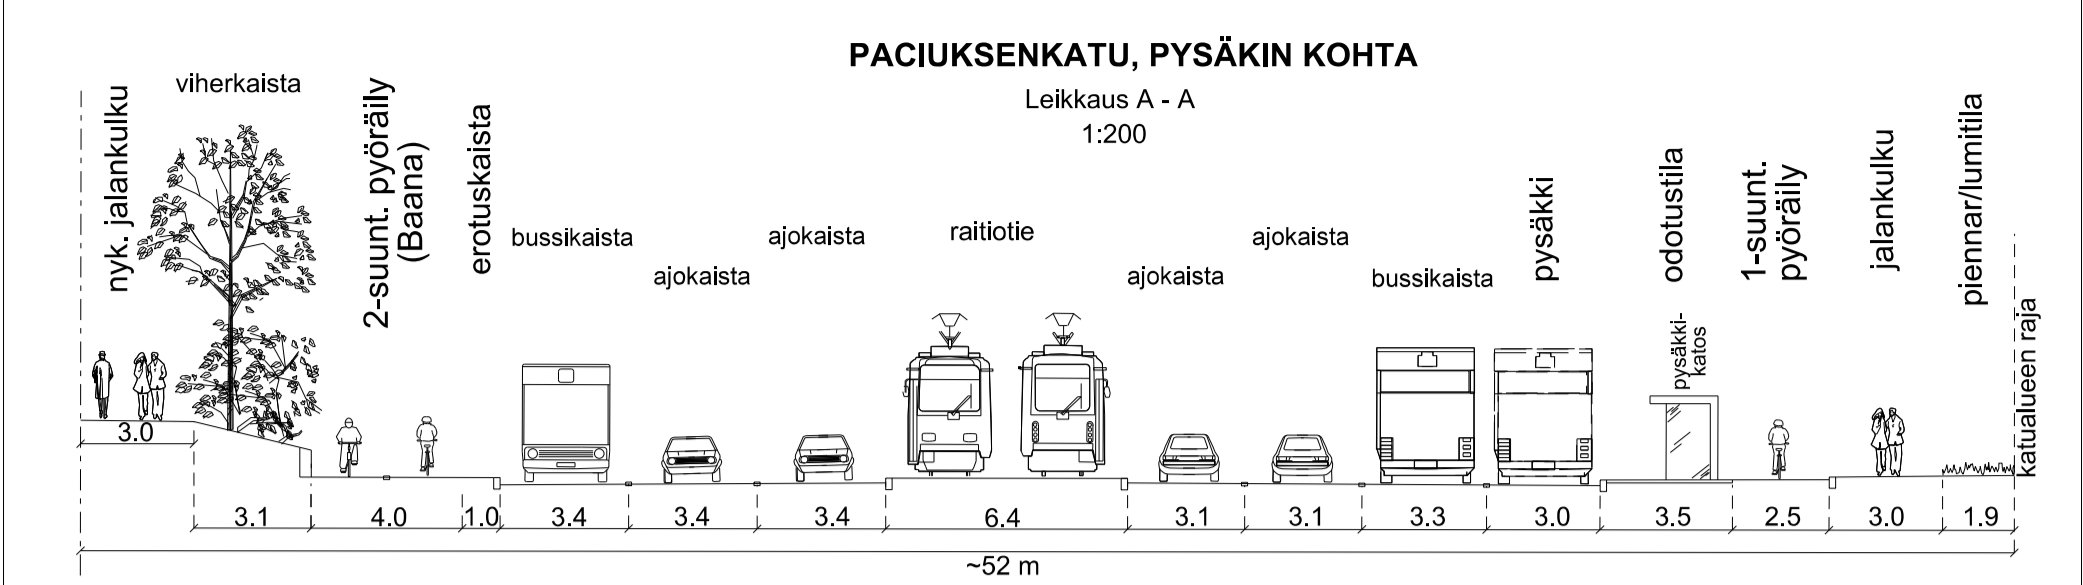 PACIUKSENKATU, PYSÄKIN KOHTA
Leikkaus A - A
1:200
nyk. jalankulku
viherkaista
2-suunt. pyöräily
(Baana)
erotuskaista
bussikaista
ajokaista
ajokaista
raitiotie
ajokaista
ajokaista
bussikaista
pysäkki
odotustila
pysäkki-
katos
1-suunt.
pyöräily
jalankulku
piennar/lumitila
katualueen raja
3.0
3.1
4.0
1.0
3.4
3.4
3.4
6.4
3.1
3.1
3.3
3.0
3.5
2.5
3.0
1.9
~52 m